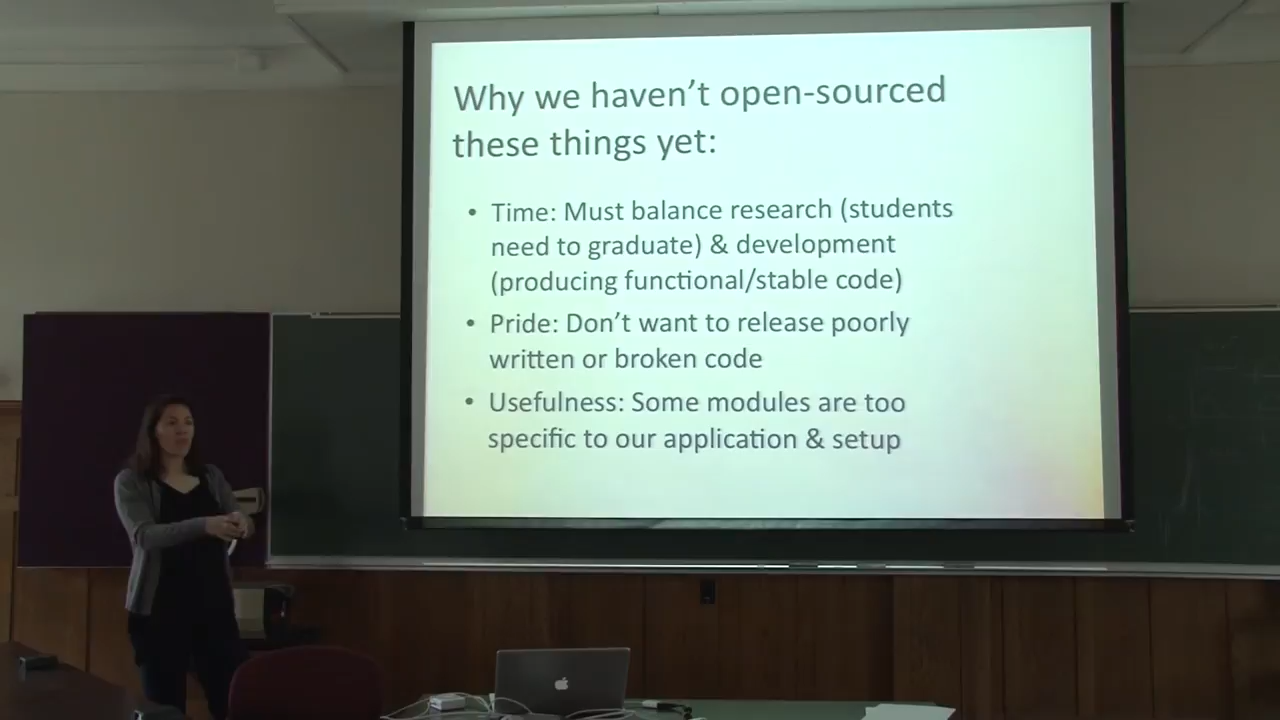 Why we haven't open-sourced
these things yet:
• Time: Must balance research (students
need to graduate) & development
(producing functional/stable code)
• Pride: Don't want to release poorly
written or broken code
• Usefulness: Some modules are too
specific to our application & setup